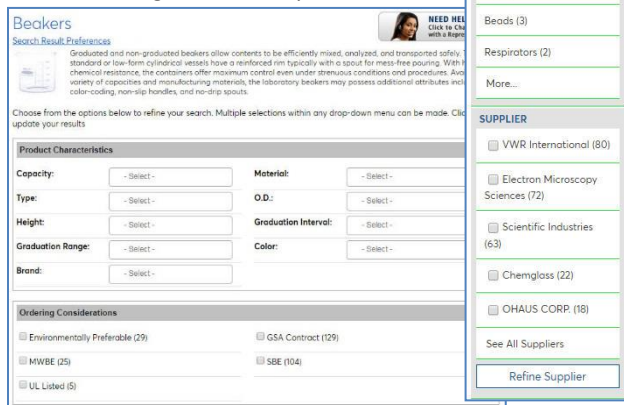 Beakers
Search Result Preferences
NEED HEL
Click to Cha
with a Repre
Graduated and non-graduated beakers allow contents to be efficiently mixed, analyzed, and transported safely.
standard or low-form cylindrical vessels have a reinforced rim typically with a spout for mess-free pouring. With h
chemical resistance, the containers offer maximum control even under strenuous conditions and procedures. Ava
variety of capacities and manufacturing materials, the laboratory beakers may possess additional attributes incl
color-coding, non-slip handles, and no-drip spouts.
Choose from the options below to refine your search. Multiple selections within any drop-down menu can be made. Clic
update your results
Product Characteristics
Capacity: - Select - Material: - Select -
Type: - Select - O.D.: - Select -
Height: - Select - Graduation Interval: - Select -
Graduation Range: - Select - Color: - Select -
Brand: - Select -
Ordering Considerations
Environmentally Preferable (29) GSA Contract (129)
MWBE (25) SBE (104)
UL Listed (5)
Beads (3)
Respirators (2)
More...
SUPPLIER
VWR International (80)
Electron Microscopy
Sciences (72)
Scientific Industries
(63)
Chemglass (22)
OHAUS CORP. (18)
See All Suppliers
Refine Supplier